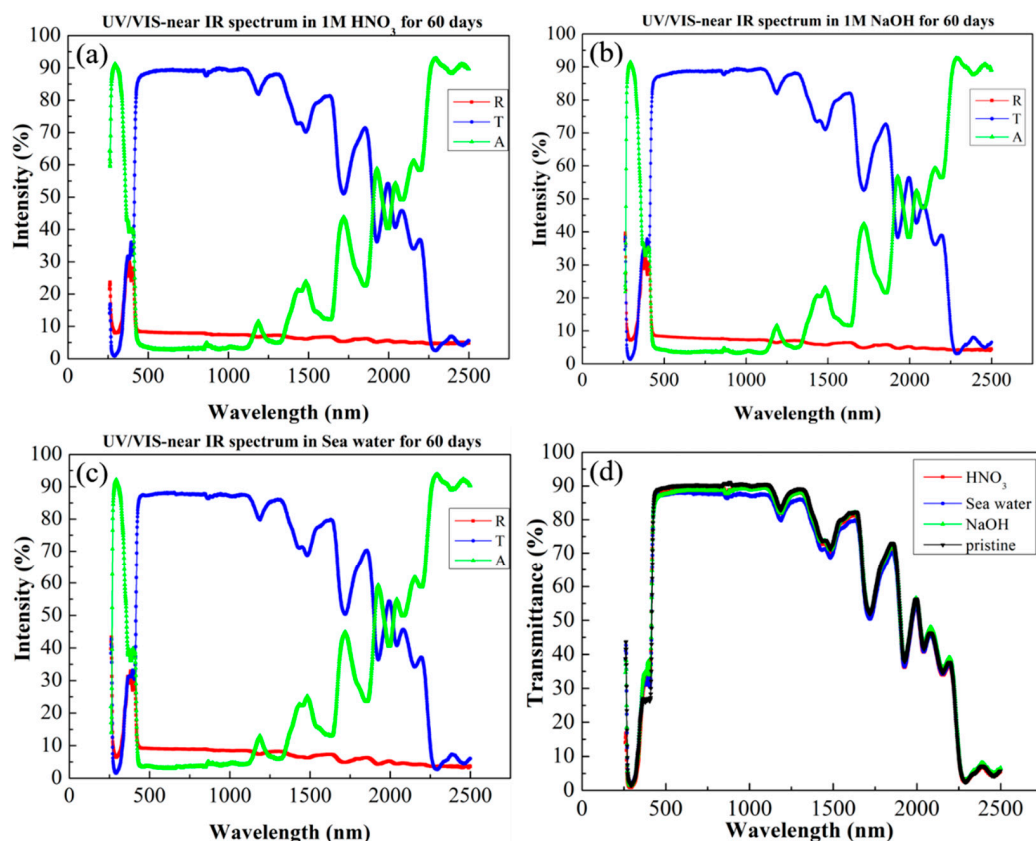 UV/VIS-near IR spectrum in 1M HNO3 for 60 days
(a)
100
90
80
70
60
50
40
30
20
10
0
Intensity (%)
R
T
A
0 500 1000 1500 2000 2500
Wavelength (nm)
UV/VIS-near IR spectrum in 1M NaOH for 60 days
(b)
100
90
80
70
60
50
40
30
20
10
0
Intensity (%)
R
T
A
0 500 1000 1500 2000 2500
Wavelength (nm)
UV/VIS-near IR spectrum in Sea water for 60 days
(c)
100
90
80
70
60
50
40
30
20
10
0
Intensity (%)
R
T
A
0 500 1000 1500 2000 2500
Wavelength (nm)
(d)
100
90
80
70
60
50
40
30
20
10
0
Transmittance (%)
HNO3
Sea water
NaOH
pristine
0 500 1000 1500 2000 2500
Wavelength (nm)